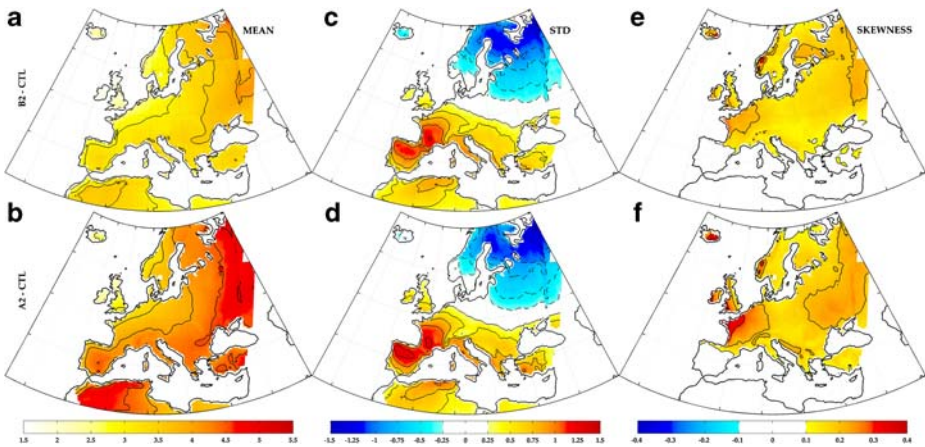 a
c
e
MEAN
STD
SKEWNESS
B2 - CTL
b
d
f
A2 - CTL
1.5 2 2.5 3 3.5 4 4.5 5 5.5
-1.5 -1.25 -1 -0.75 -0.5 -0.25 0 0.25 0.5 0.75 1 1.25 1.5
-0.4 -0.3 -0.2 -0.1 0 0.1 0.2 0.3 0.4